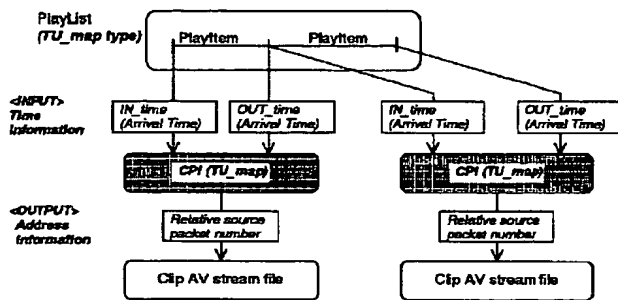 PlayList
(TU_map type)
PlayItem
PlayItem
<INPUT>
Time
Information
IN_time
(Arrival Time)
OUT_time
(Arrival Time)
IN_time
(Arrival Time)
OUT_time
(Arrival Time)
CPI (TU_map)
CPI (TU_map)
<OUTPUT>
Address
Information
Relative source
packet number
Relative source
packet number
Clip AV stream file
Clip AV stream file